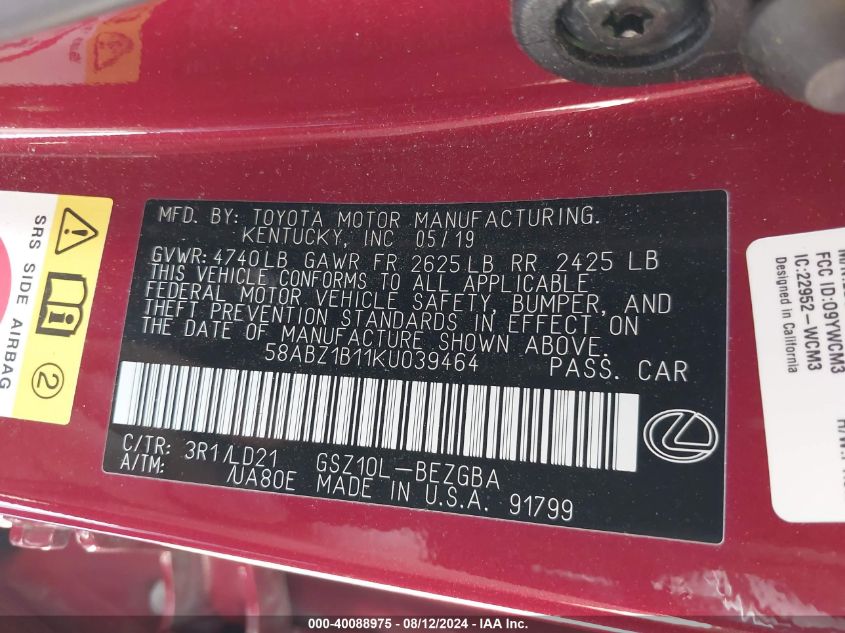 MFD. BY: TOYOTA MOTOR MANUFACTURING.
KENTUCKY, INC 05/19
GVWR: 4740LB GAWR FR 2625LB RR 2425 LB
THIS VEHICLE CONFORMS TO ALL APPLICABLE
FEDERAL MOTOR VEHICLE SAFETY, BUMPER, AND
THEFT PREVENTION STANDARDS IN EFFECT ON
THE DATE OF MANUFACTURE SHOWN ABOVE.
58ABZ1B11KU039464 PASS. CAR
C/TR: 3R1/LD21 GSZ10L-BEZGBA
A/TM: /UA80E MADE IN U.S.A. 91799
SRS SIDE AIRBAG
2
FCC ID:O9YWCM3
IC:22952-WCM3
Designed in California
000-40088975 - 08/12/2024 - IAA Inc.